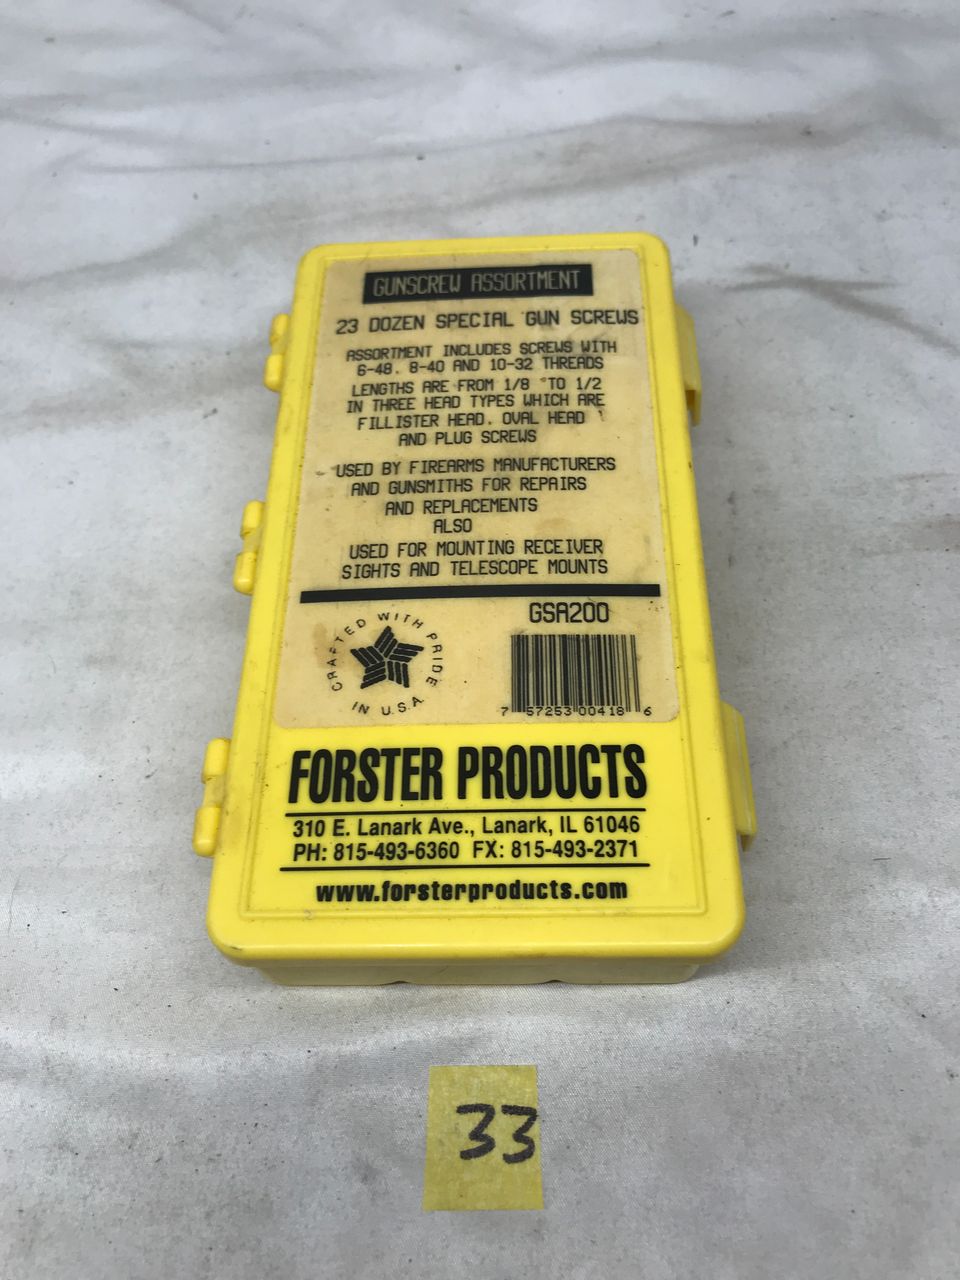 GUNSCREW ASSORTMENT
23 DOZEN SPECIAL GUN SCREWS
ASSORTMENT INCLUDES SCREWS WITH
6-48. 8-40 AND 10-32 THREADS
LENGTHS ARE FROM 1/8 TO 1/2
IN THREE HEAD TYPES WHICH ARE
FILLISTER HEAD. OVAL HEAD
AND PLUG SCREWS
USED BY FIREARMS MANUFACTURERS
AND GUNSMITHS FOR REPAIRS
AND REPLACEMENTS
ALSO
USED FOR MOUNTING RECEIVER
SIGHTS AND TELESCOPE MOUNTS
CRAFTED WITH PRIDE
IN U.S.A.
GSA200
7 57253 00418 6
FORSTER PRODUCTS
310 E. Lanark Ave., Lanark, IL 61046
PH: 815-493-6360 FX: 815-493-2371
www.forsterproducts.com
33